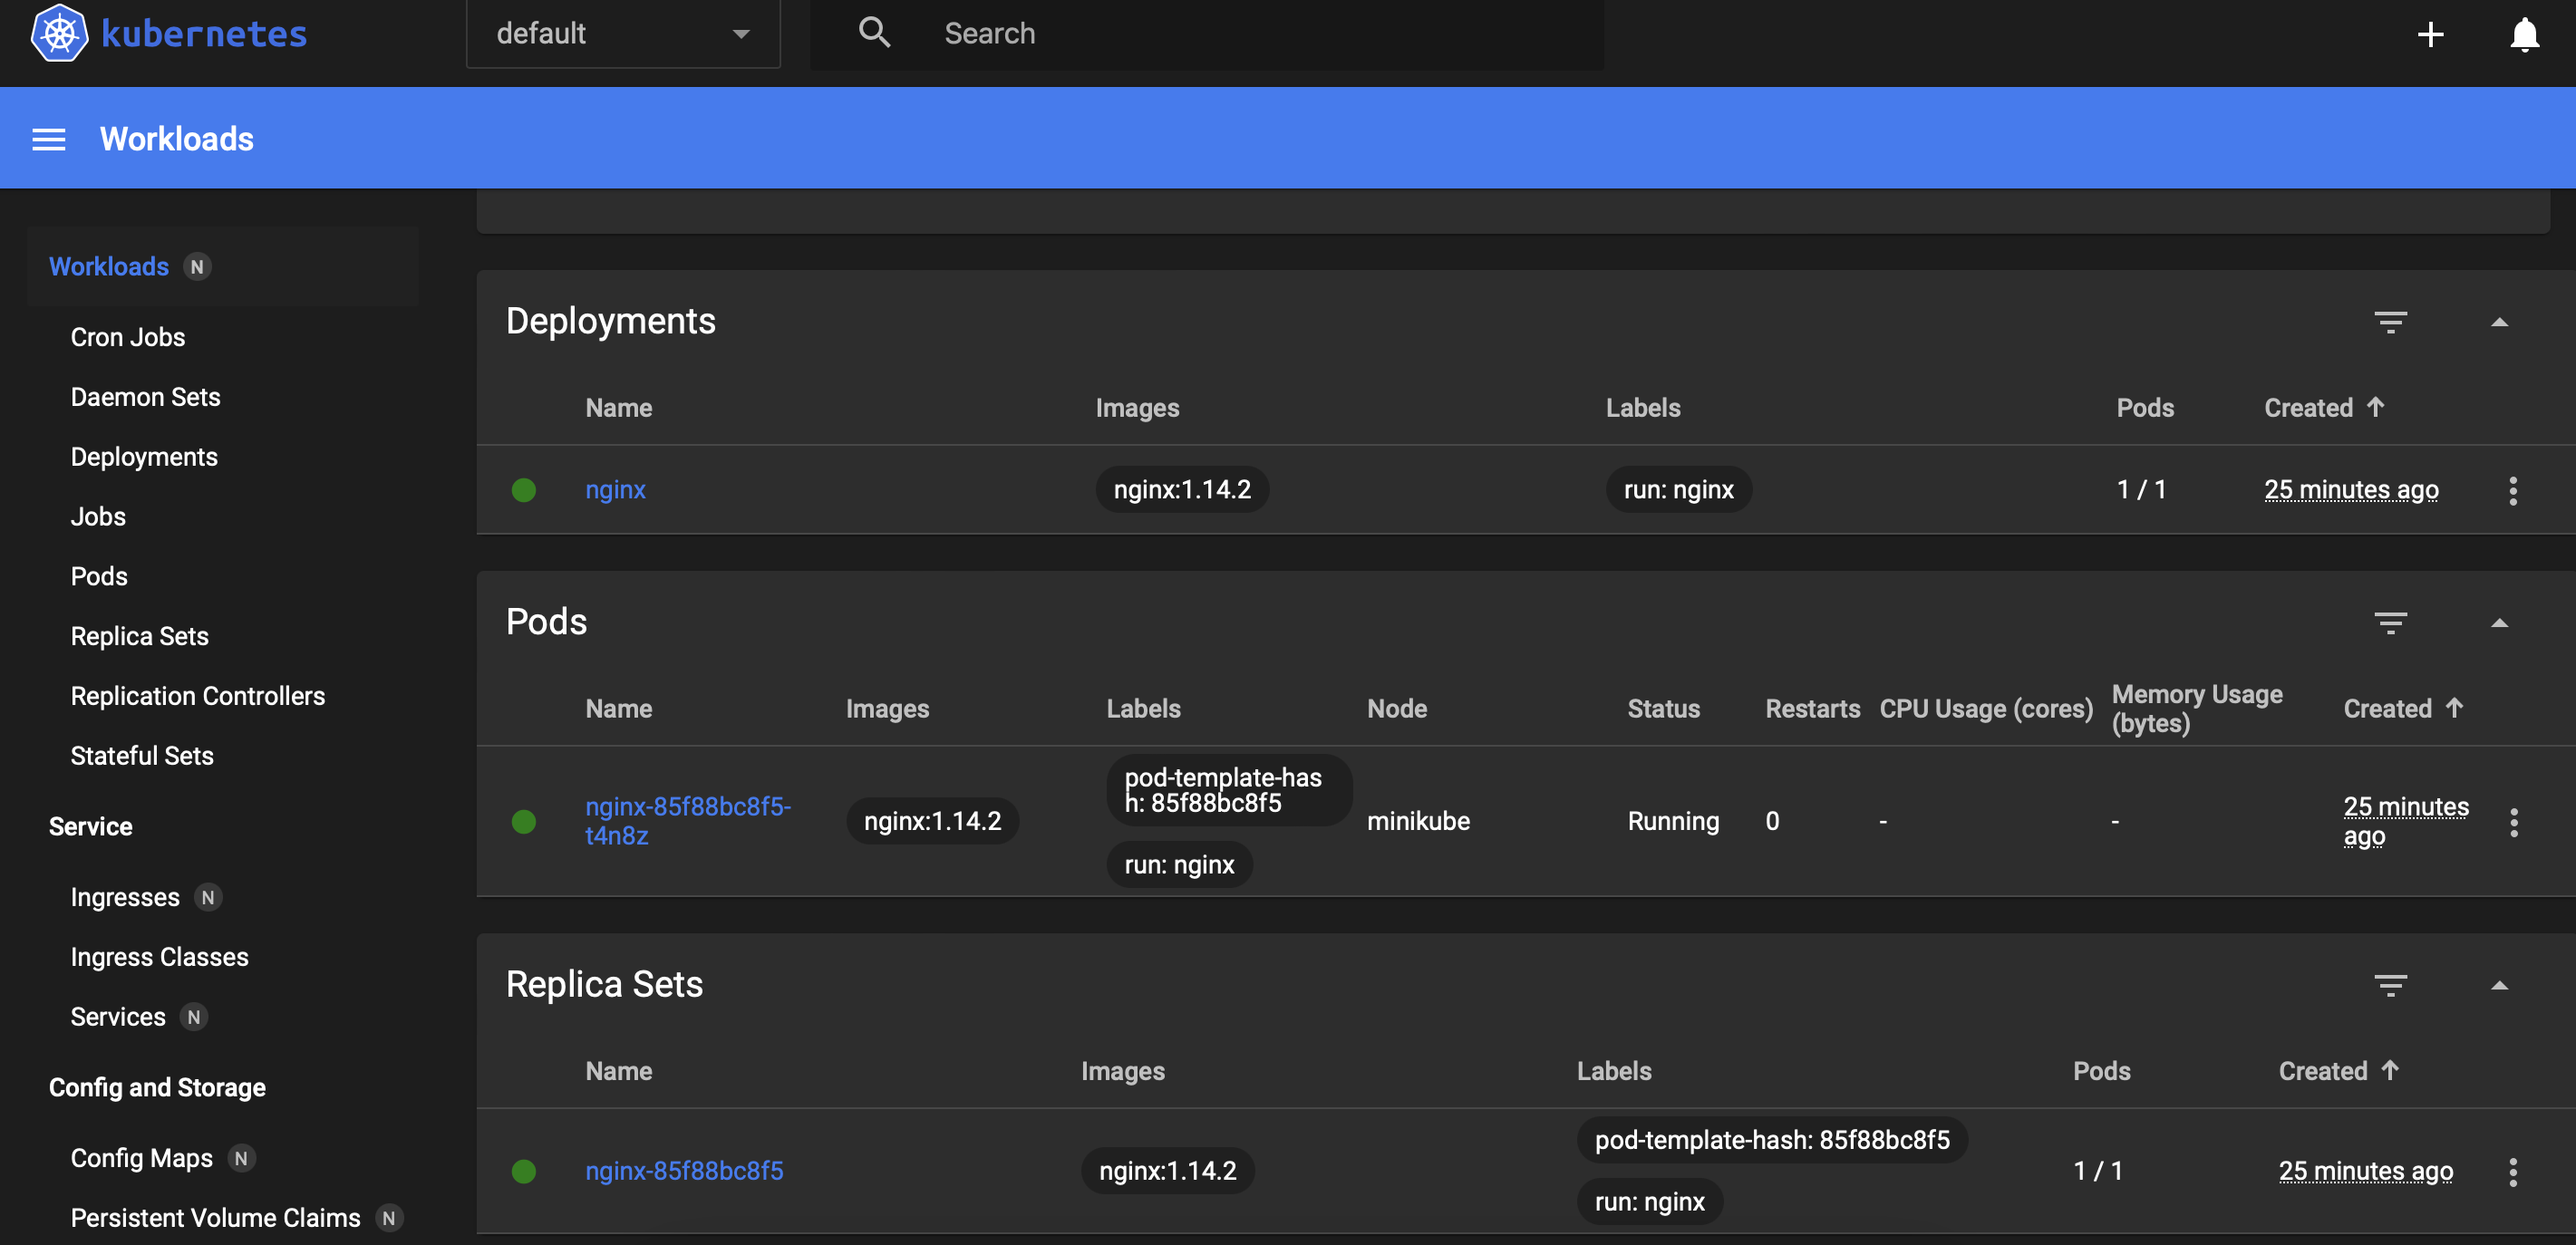 kubernetes
default
Search
Workloads
Workloads N
Cron Jobs
Daemon Sets
Deployments
Jobs
Pods
Replica Sets
Replication Controllers
Stateful Sets
Service
Ingresses N
Ingress Classes
Services N
Config and Storage
Config Maps N
Persistent Volume Claims N
Deployments
Name Images Labels Pods Created
nginx nginx:1.14.2 run: nginx 1 / 1 25 minutes ago
Pods
Name Images Labels Node Status Restarts CPU Usage (cores) Memory Usage
(bytes) Created
nginx-85f88bc8f5-
t4n8z
nginx:1.14.2
pod-template-has
h: 85f88bc8f5
run: nginx
minikube
Running
0
-
-
25 minutes
ago
Replica Sets
Name Images Labels Pods Created
nginx-85f88bc8f5
nginx:1.14.2
pod-template-hash: 85f88bc8f5
run: nginx
1 / 1
25 minutes ago